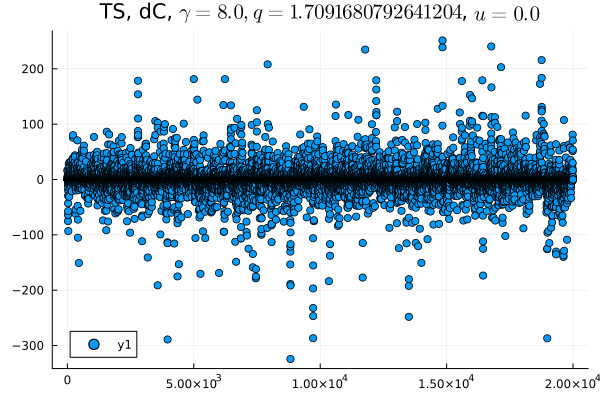 TS, dC, γ = 8.0, q = 1.7091680792641204, u = 0.0
200
100
0
-100
-200
-300
y1
0 5.00×10³ 1.00×10⁴ 1.50×10⁴ 2.00×10⁴